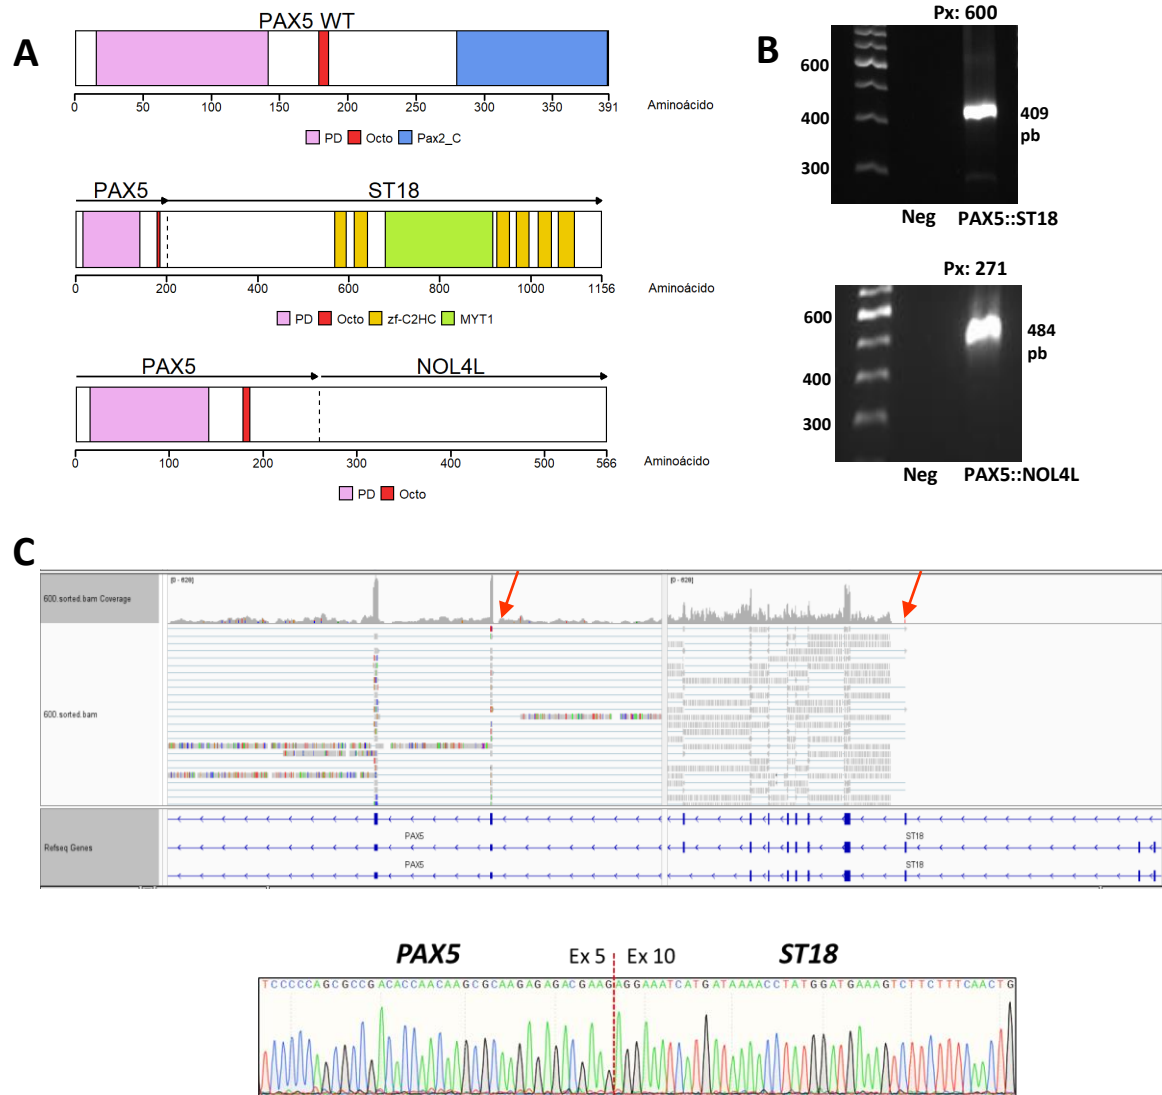 A
PAX5 WT
0 50 100 150 200 250 300 350 391 Aminoácido
PD Octo Pax2_C
PAX5 ST18
0 200 400 600 800 1000 1156 Aminoácido
PD Octo zf-C2HC MYT1
PAX5 NOL4L
0 100 200 300 400 500 566 Aminoácido
PD Octo
B
Px: 600
600
400
300
409
pb
Neg PAX5::ST18
Px: 271
600
400
300
484
pb
Neg PAX5::NOL4L
C
600.sorted.bam Coverage
[0 - 620]
[0 - 620]
600.sorted.bam
Refseq Genes
PAX5 ST18
PAX5 ST18
PAX5 Ex 5 Ex 10 ST18
TCCCCCAGCGCCGACACCAACAAGCGCAAGAGAGACGAAGAGGAAATCATGATAAAACCTATGGATGAAAGTCTTCTTTCAACTG